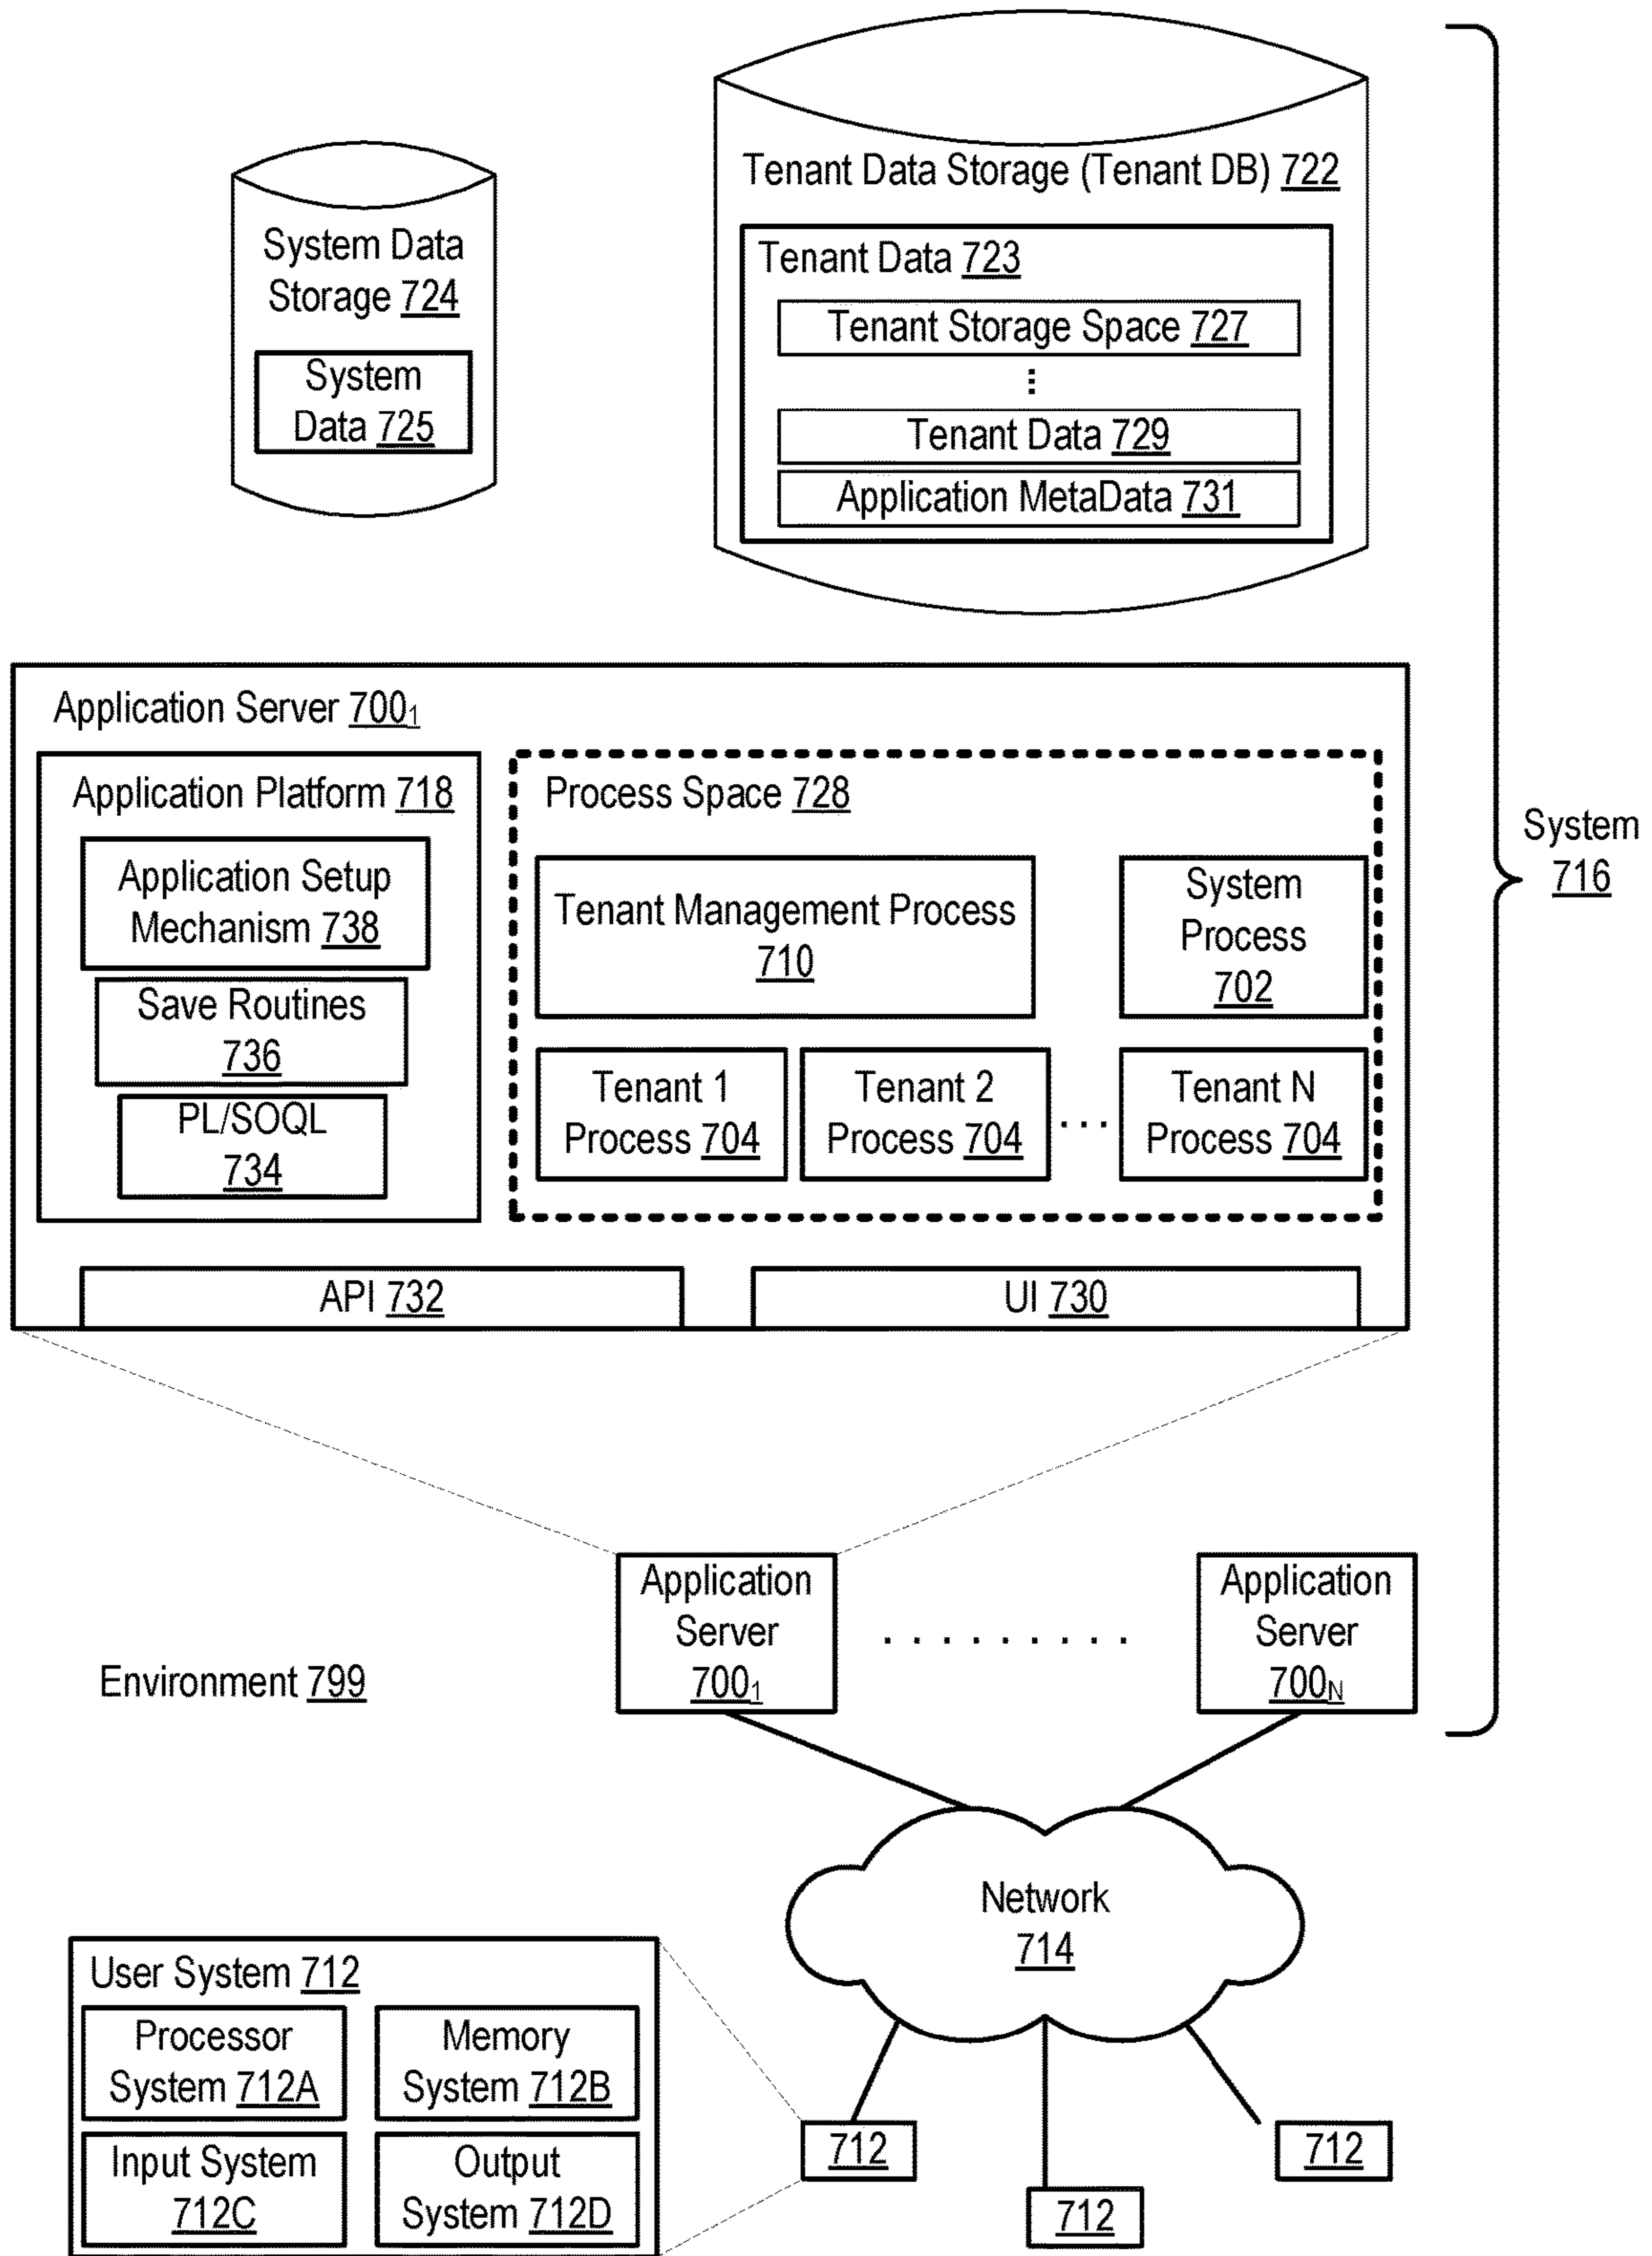 Tenant Data Storage (Tenant DB) 722
System Data
Storage 724
System
Data 725
Tenant Data 723
Tenant Storage Space 727
⋮
Tenant Data 729
Application MetaData 731
Application Server 700₁
Application Platform 718
Application Setup
Mechanism 738
Save Routines
736
PL/SOQL
734
Process Space 728
Tenant Management Process
710
System
Process
702
Tenant 1
Process 704
Tenant 2
Process 704
...
Tenant N
Process 704
API 732
UI 730
System
716
Application
Server
700₁
. . . . . . . . . .
Application
Server
700N
Environment 799
Network
714
User System 712
Processor
System 712A
Memory
System 712B
Input System
712C
Output
System 712D
712
712
712